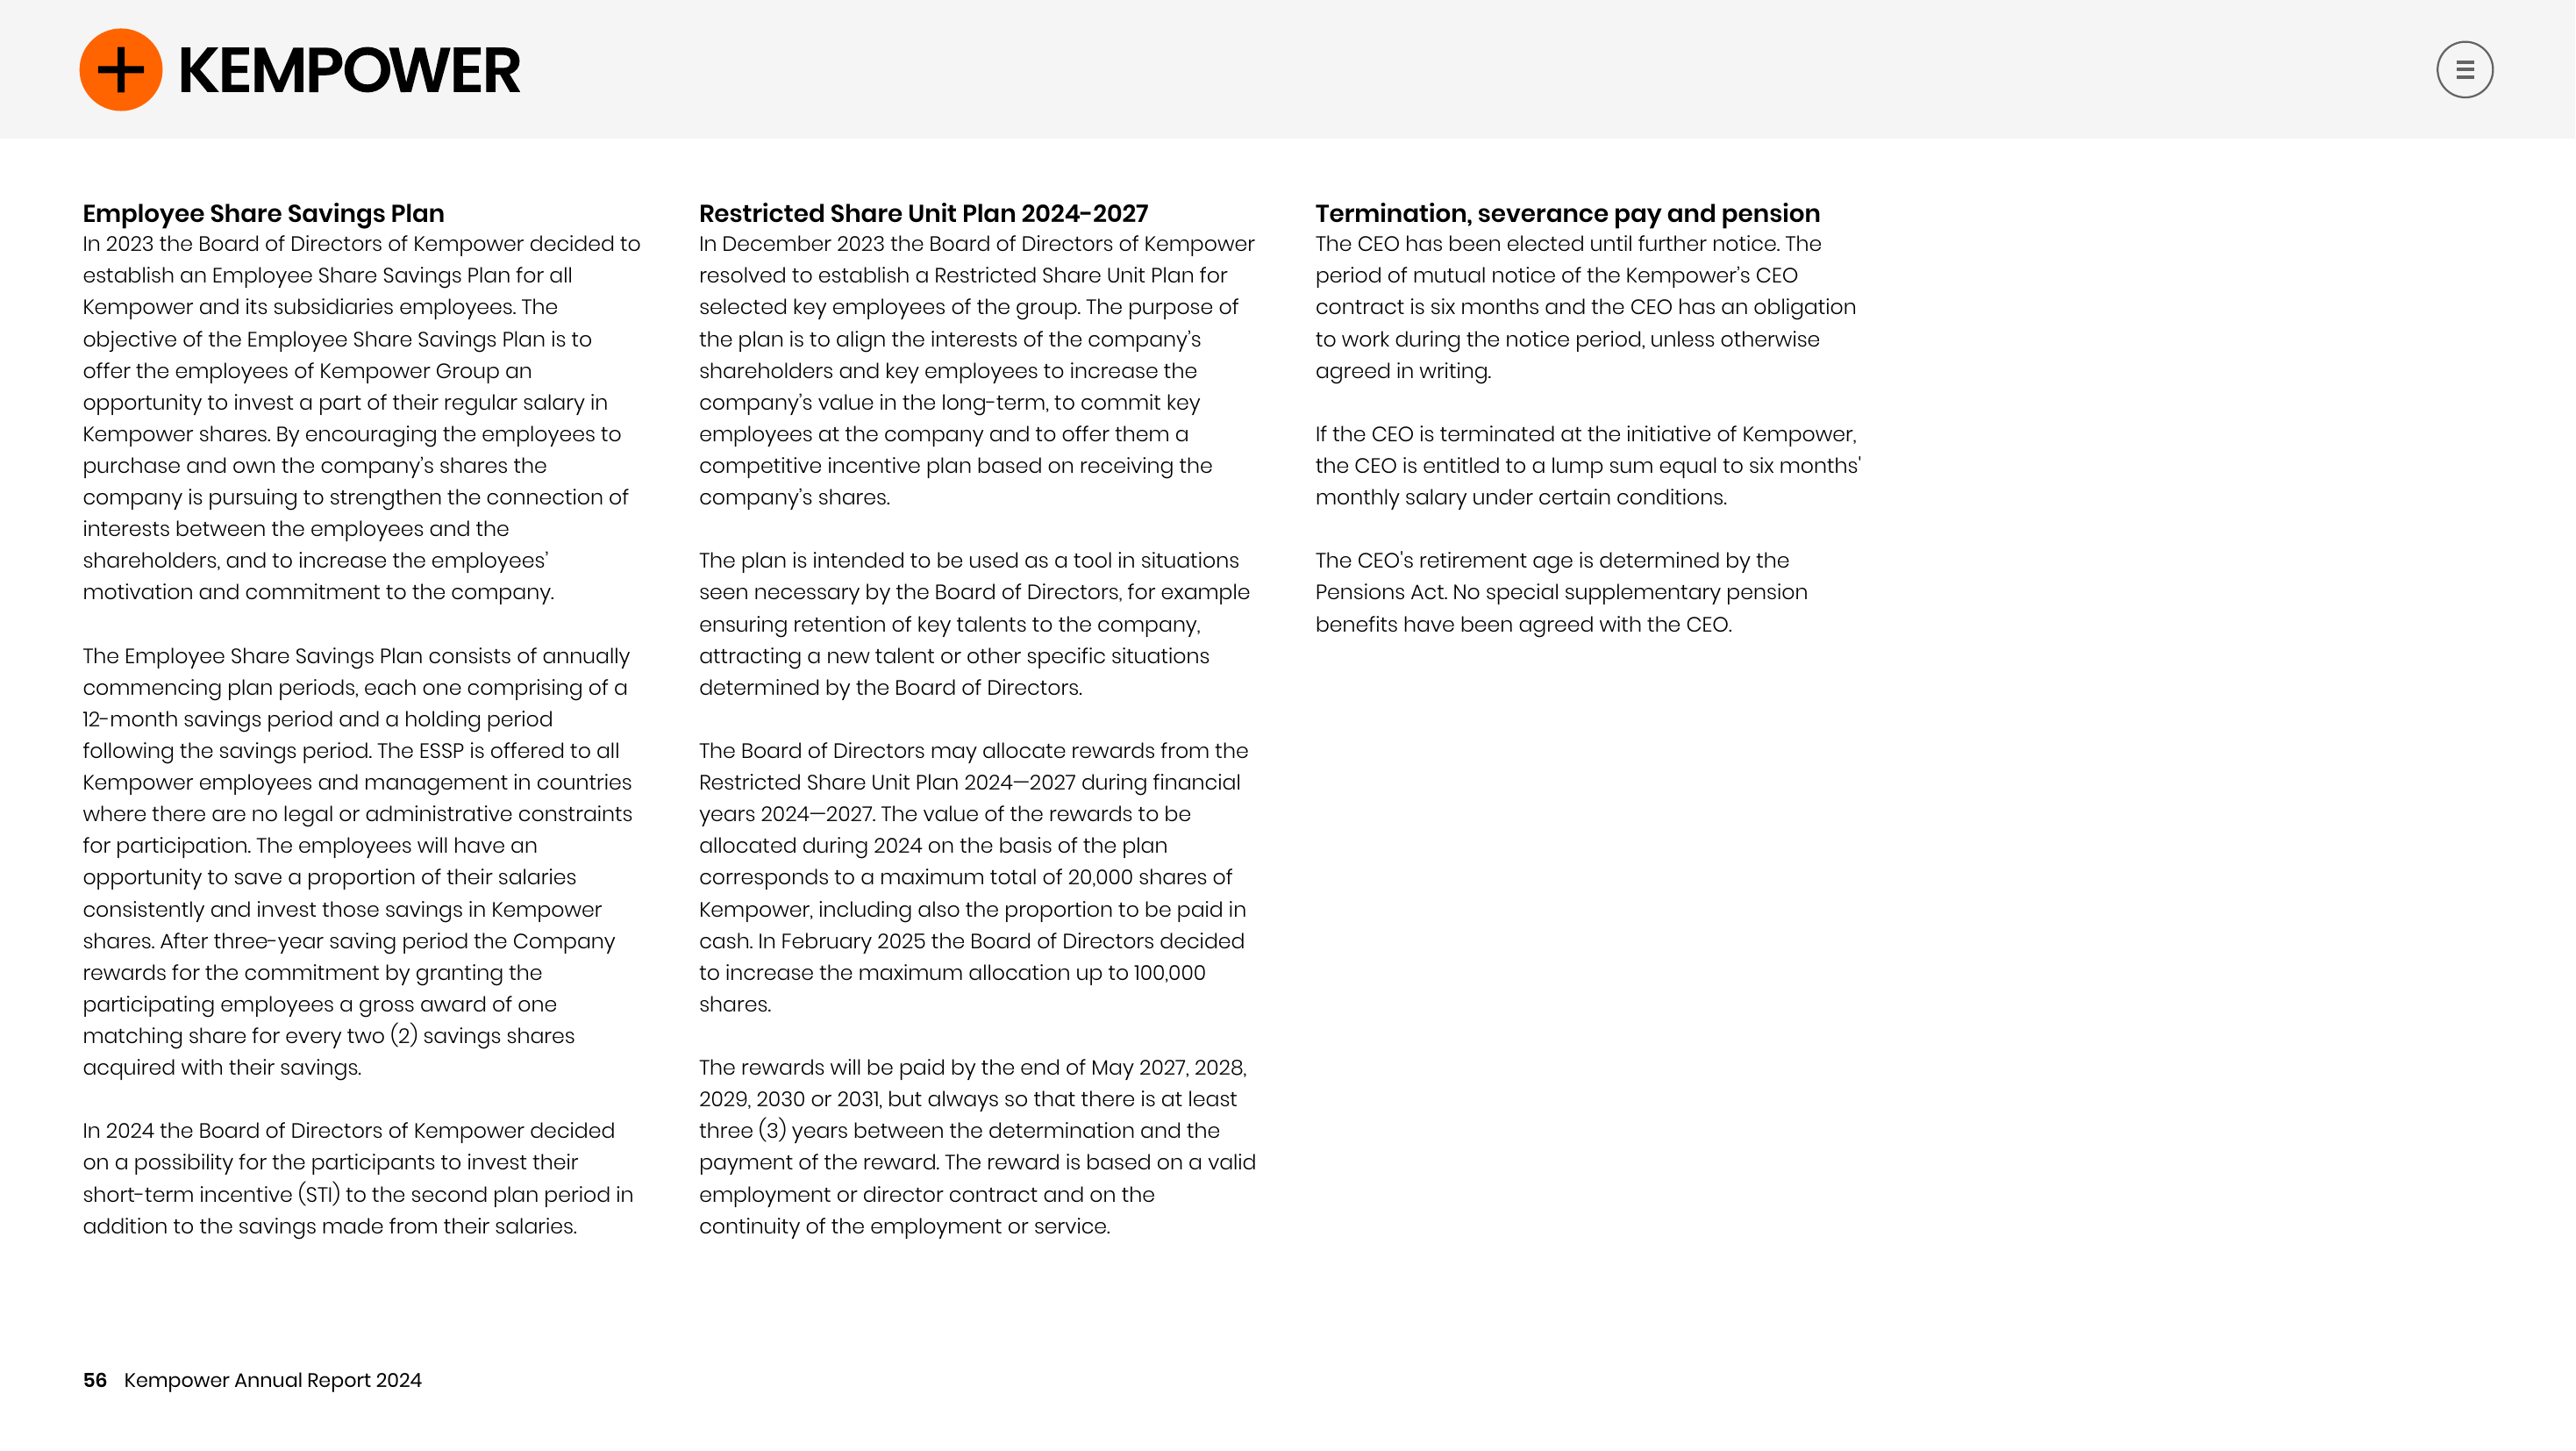 KEMPOWER
Employee Share Savings Plan
In 2023 the Board of Directors of Kempower decided to
establish an Employee Share Savings Plan for all
Kempower and its subsidiaries employees. The
objective of the Employee Share Savings Plan is to
offer the employees of Kempower Group an
opportunity to invest a part of their regular salary in
Kempower shares. By encouraging the employees to
purchase and own the company’s shares the
company is pursuing to strengthen the connection of
interests between the employees and the
shareholders, and to increase the employees’
motivation and commitment to the company.
The Employee Share Savings Plan consists of annually
commencing plan periods, each one comprising of a
12-month savings period and a holding period
following the savings period. The ESSP is offered to all
Kempower employees and management in countries
where there are no legal or administrative constraints
for participation. The employees will have an
opportunity to save a proportion of their salaries
consistently and invest those savings in Kempower
shares. After three-year saving period the Company
rewards for the commitment by granting the
participating employees a gross award of one
matching share for every two (2) savings shares
acquired with their savings.
In 2024 the Board of Directors of Kempower decided
on a possibility for the participants to invest their
short-term incentive (STI) to the second plan period in
addition to the savings made from their salaries.
Restricted Share Unit Plan 2024-2027
In December 2023 the Board of Directors of Kempower
resolved to establish a Restricted Share Unit Plan for
selected key employees of the group. The purpose of
the plan is to align the interests of the company’s
shareholders and key employees to increase the
company’s value in the long-term, to commit key
employees at the company and to offer them a
competitive incentive plan based on receiving the
company’s shares.
The plan is intended to be used as a tool in situations
seen necessary by the Board of Directors, for example
ensuring retention of key talents to the company,
attracting a new talent or other specific situations
determined by the Board of Directors.
The Board of Directors may allocate rewards from the
Restricted Share Unit Plan 2024—2027 during financial
years 2024—2027. The value of the rewards to be
allocated during 2024 on the basis of the plan
corresponds to a maximum total of 20,000 shares of
Kempower, including also the proportion to be paid in
cash. In February 2025 the Board of Directors decided
to increase the maximum allocation up to 100,000
shares.
The rewards will be paid by the end of May 2027, 2028,
2029, 2030 or 2031, but always so that there is at least
three (3) years between the determination and the
payment of the reward. The reward is based on a valid
employment or director contract and on the
continuity of the employment or service.
Termination, severance pay and pension
The CEO has been elected until further notice. The
period of mutual notice of the Kempower’s CEO
contract is six months and the CEO has an obligation
to work during the notice period, unless otherwise
agreed in writing.
If the CEO is terminated at the initiative of Kempower,
the CEO is entitled to a lump sum equal to six months'
monthly salary under certain conditions.
The CEO's retirement age is determined by the
Pensions Act. No special supplementary pension
benefits have been agreed with the CEO.
56 Kempower Annual Report 2024